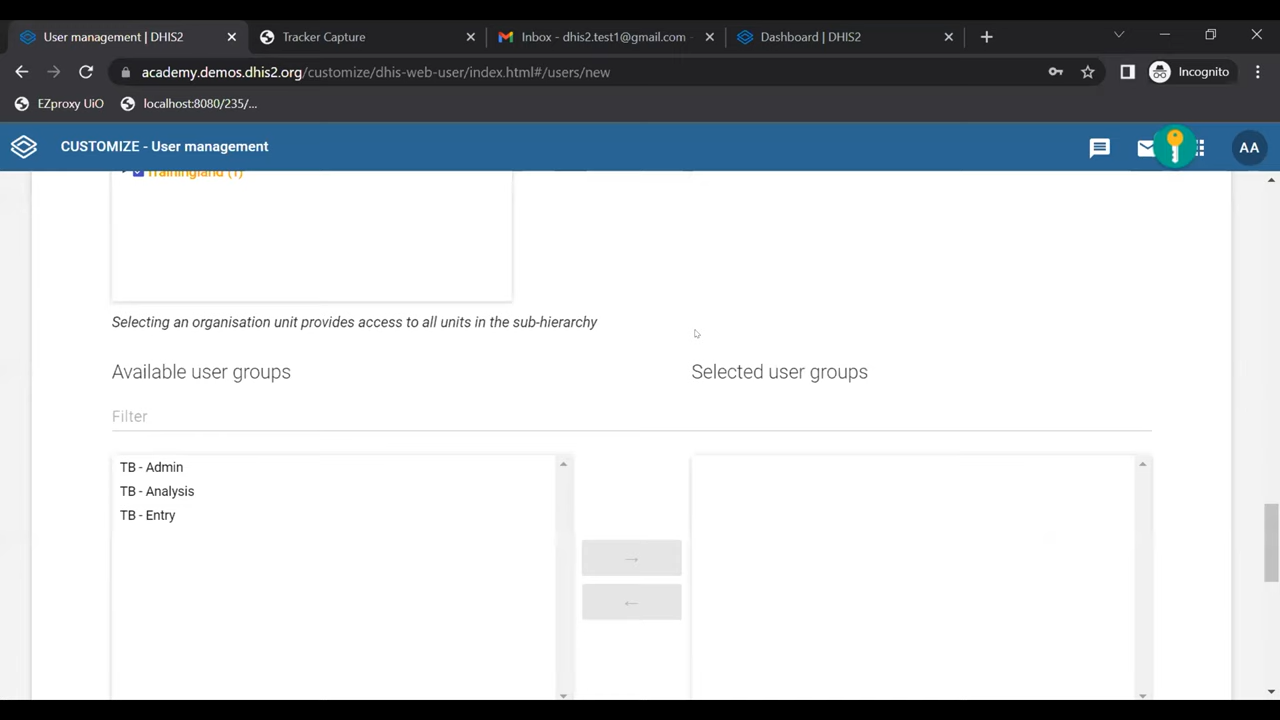 User management | DHIS2
Tracker Capture
Inbox - dhis2.test1@gmail.com -
Dashboard | DHIS2
academy.demos.dhis2.org/customize/dhis-web-user/index.html#/users/new
Incognito
EZproxy UiO
localhost:8080/235/...
CUSTOMIZE - User management
AA
Trainingland (1)
Selecting an organisation unit provides access to all units in the sub-hierarchy
Available user groups
Selected user groups
Filter
TB - Admin
TB - Analysis
TB - Entry